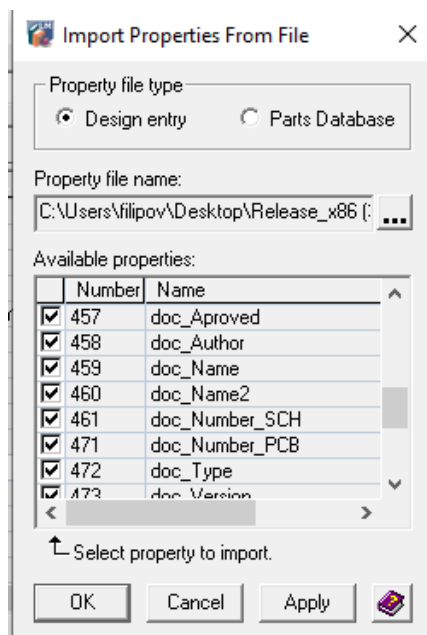 Import Properties From File
Property file type
Design entry Parts Database
Property file name:
C:\Users\filipov\Desktop\Release_x86 (
...
Available properties:
Number Name
457 doc_Aproved
458 doc_Author
459 doc_Name
460 doc_Name2
461 doc_Number_SCH
471 doc_Number_PCB
472 doc_Type
473 doc_Version
Select property to import.
OK Cancel Apply